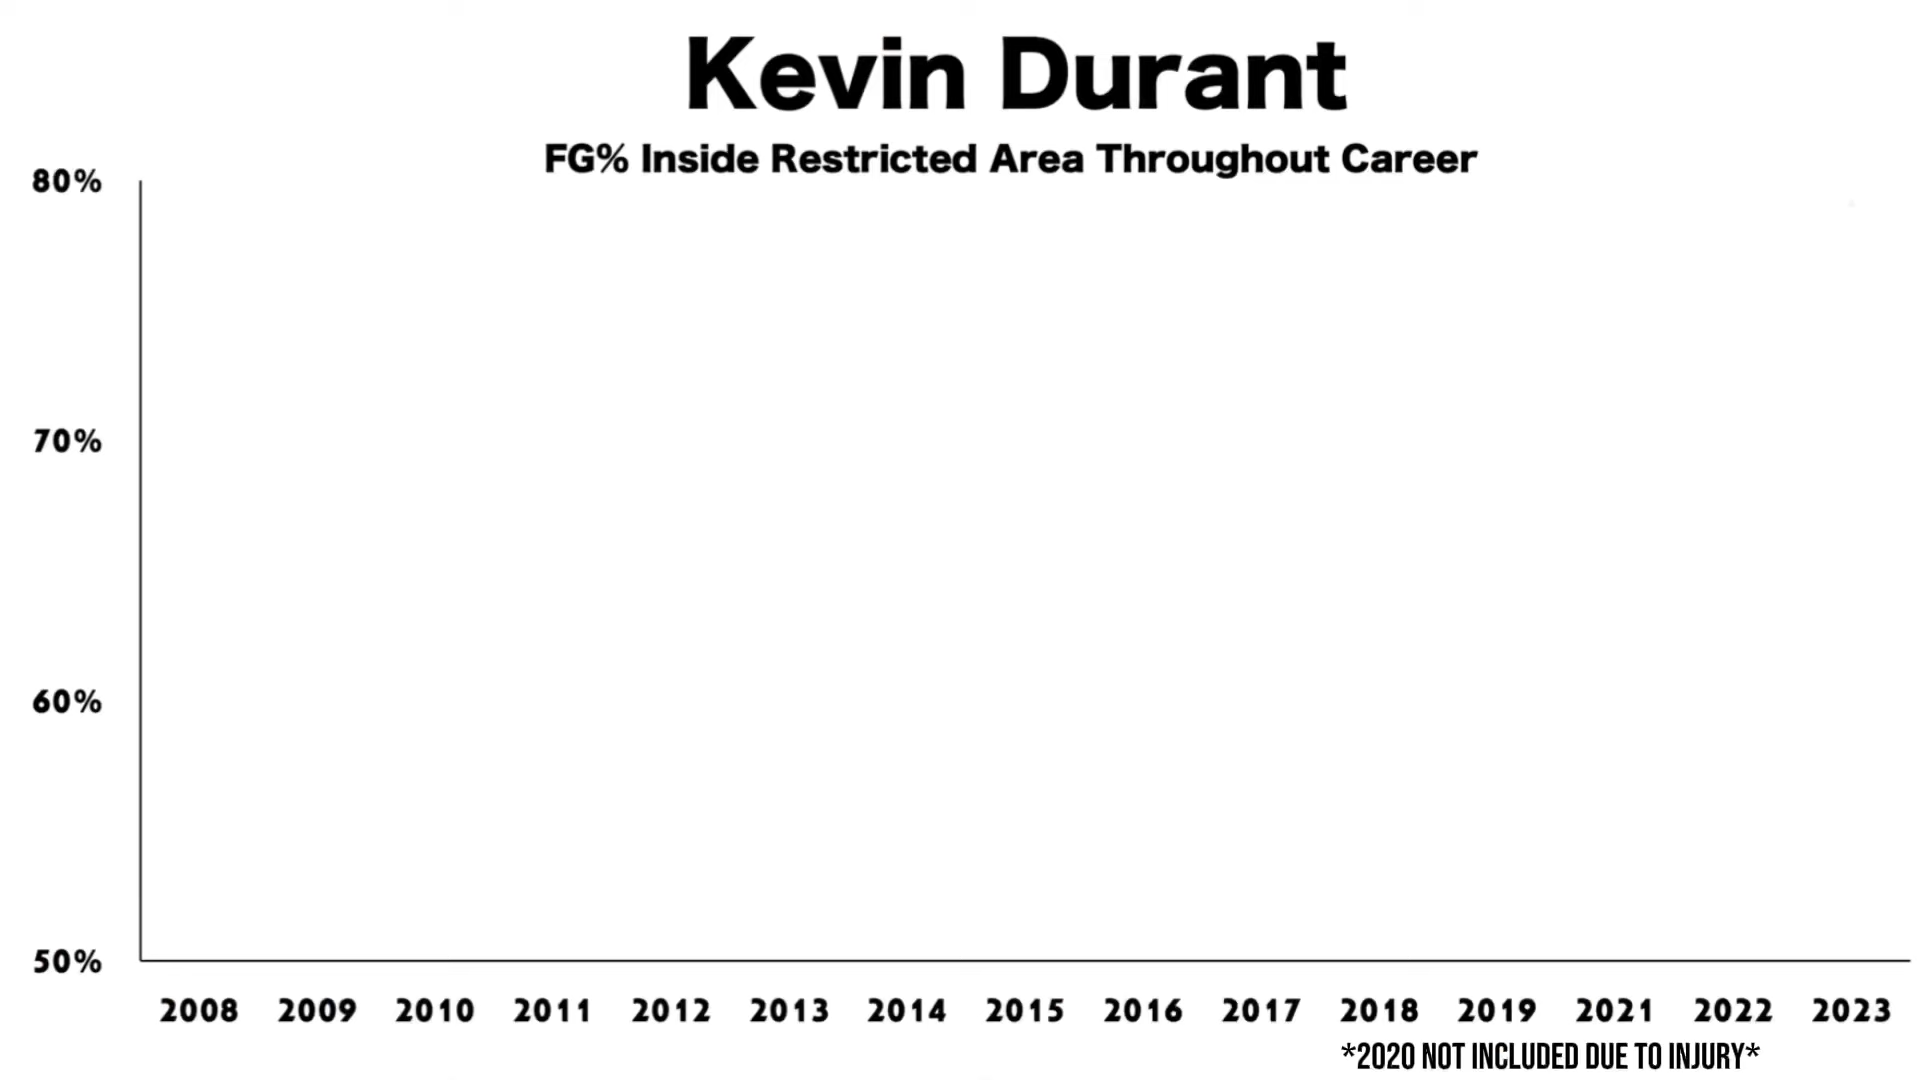 Kevin Durant
FG% Inside Restricted Area Throughout Career
80%
70%
60%
50%
2008 2009 2010 2011 2012 2013 2014 2015 2016 2017 2018 2019 2021 2022 2023
*2020 NOT INCLUDED DUE TO INJURY*